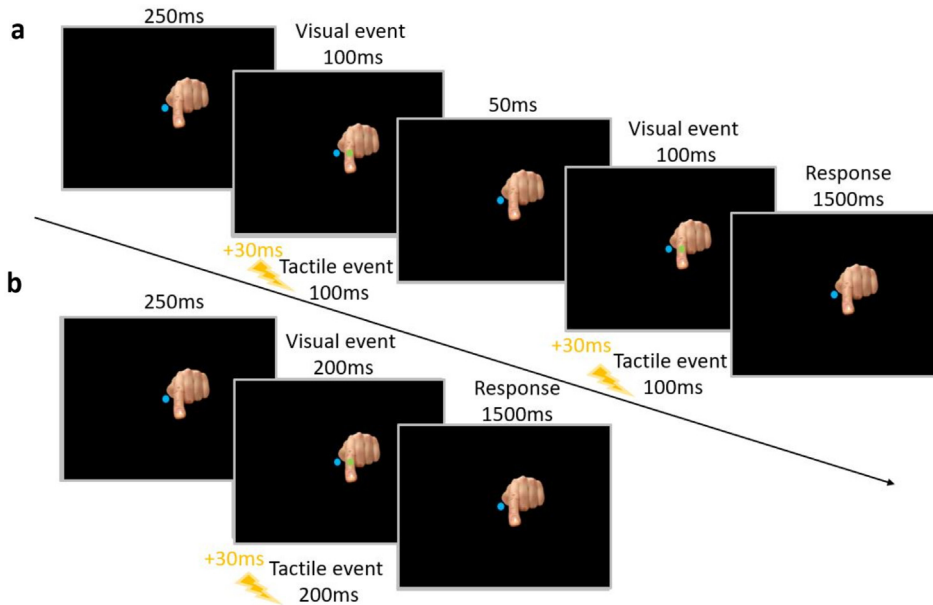 a
250ms
Visual event
100ms
50ms
Visual event
100ms
Response
1500ms
+30ms
Tactile event
100ms
+30ms
Tactile event
100ms
b
250ms
Visual event
200ms
Response
1500ms
+30ms
Tactile event
200ms